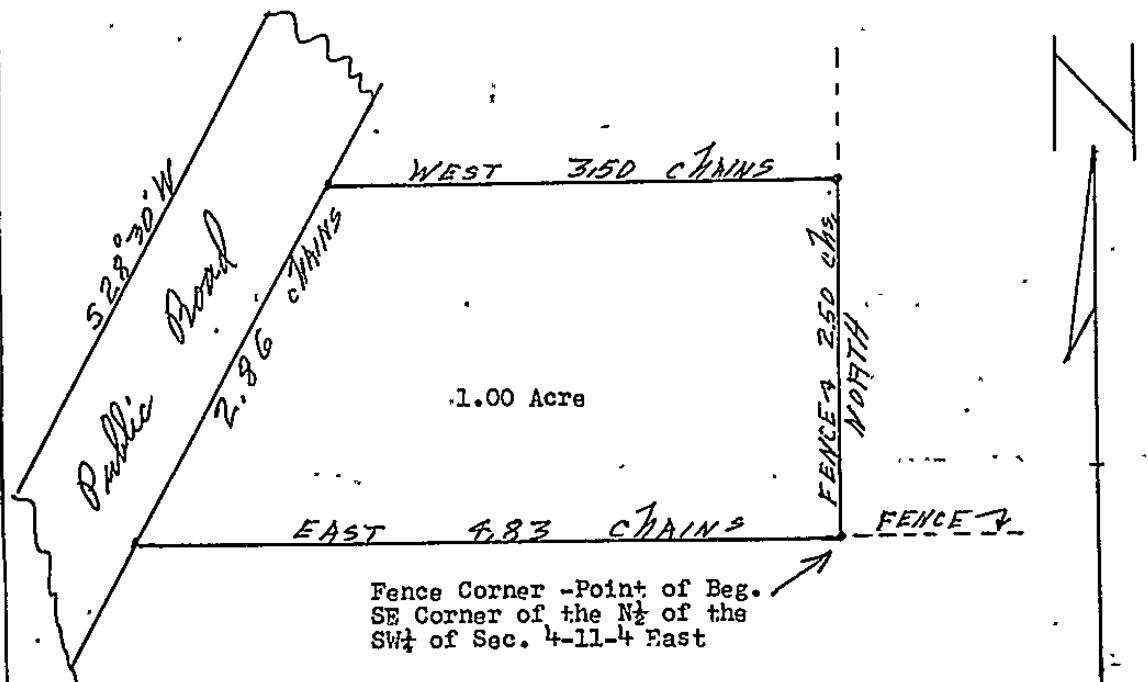 N
WEST 3.50 chAINS
S 28°30' W
Public Road
2.86 chAINS
FENCE 2.50 chs.
NORTH
1.00 Acre
EAST 4.83 ChAINS
FENCE
Fence Corner -Point of Beg.
SE Corner of the N½ of the
SW¼ of Sec. 4-11-4 East